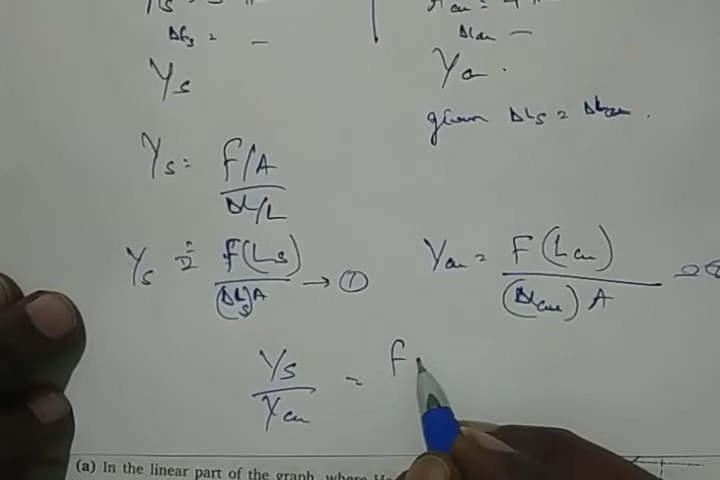 Δl₃ =
Δlcu
Ys
Ycu
given ΔLs = ΔLcu.
Ys = F/A
ΔL/L
Ys = F(Ls)
(ΔLs)A → ①
Ycu = F(Lcu)
(ΔLcu) A
Ys
Ycu = F
(a) In the linear part of the graph, where